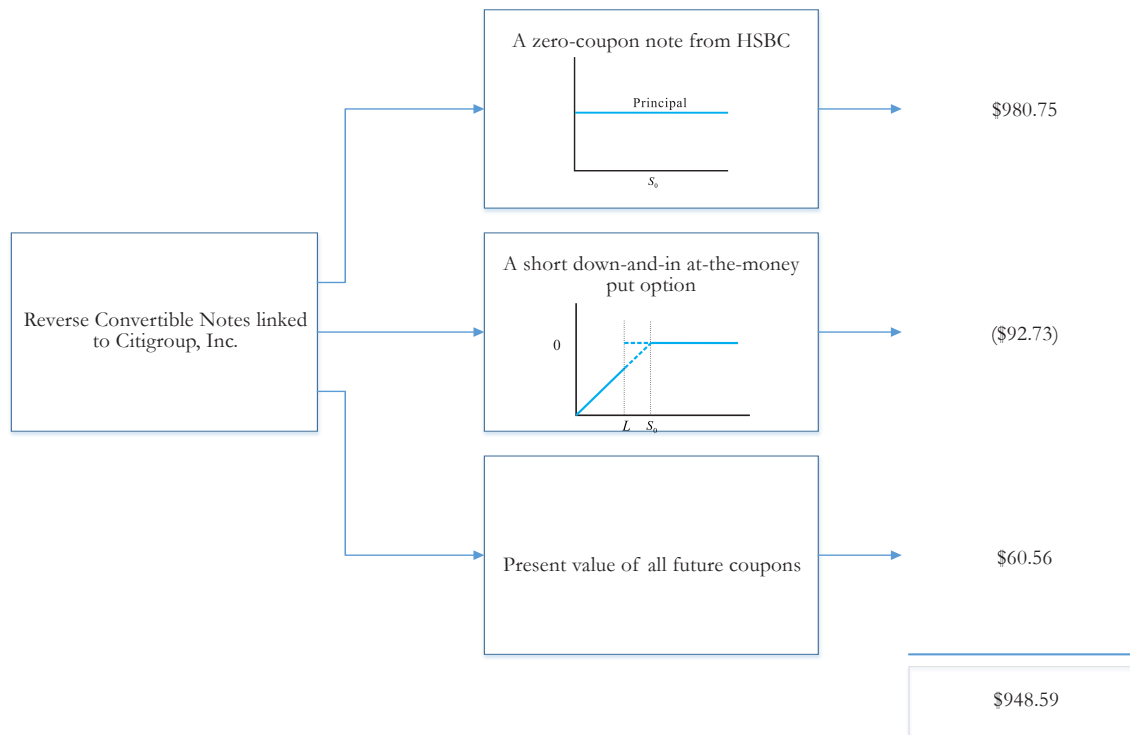 A zero-coupon note from HSBC
Principal
S₀
$980.75
Reverse Convertible Notes linked
to Citigroup, Inc.
A short down-and-in at-the-money
put option
0
L S₀
($92.73)
Present value of all future coupons
$60.56
$948.59